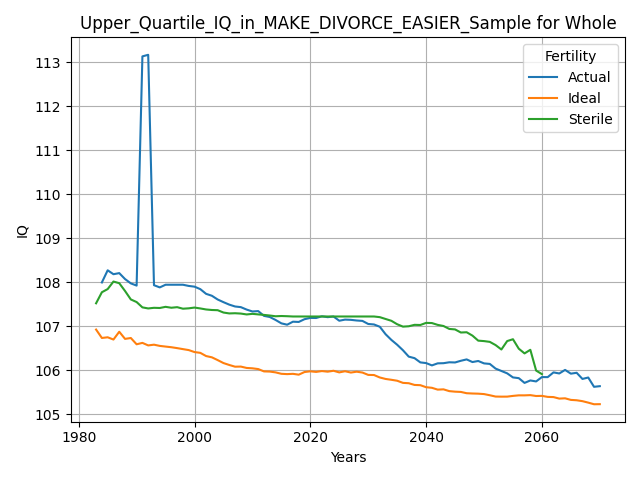 Upper_Quartile_IQ_in_MAKE_DIVORCE_EASIER_Sample for Whole
Fertility
Actual
Ideal
Sterile
113
112
111
110
109
108
107
106
105
IQ
1980
2000
2020
2040
2060
Years